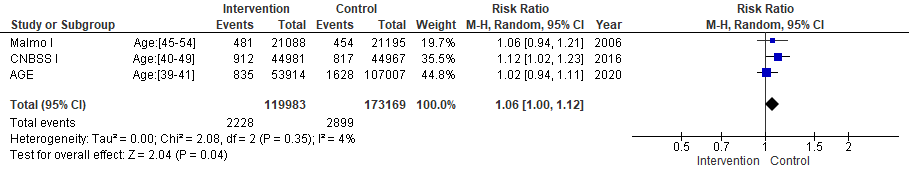 Intervention Control Risk Ratio Risk Ratio
Study or Subgroup Events Total Events Total Weight M-H, Random, 95% CI Year M-H, Random, 95% CI
Malmo I Age:[45-54] 481 21088 454 21195 19.7% 1.06 [0.94, 1.21] 2006
CNBSS I Age:[40-49] 912 44981 817 44967 35.5% 1.12 [1.02, 1.23] 2016
AGE Age:[39-41] 835 53914 1628 107007 44.8% 1.02 [0.94, 1.11] 2020
Total (95% CI) 119983 173169 100.0% 1.06 [1.00, 1.12]
Total events 2228 2899
Heterogeneity: Tau² = 0.00; Chi² = 2.08, df = 2 (P = 0.35); I² = 4%
Test for overall effect: Z = 2.04 (P = 0.04)
0.5 0.7 1 1.5 2
Intervention Control